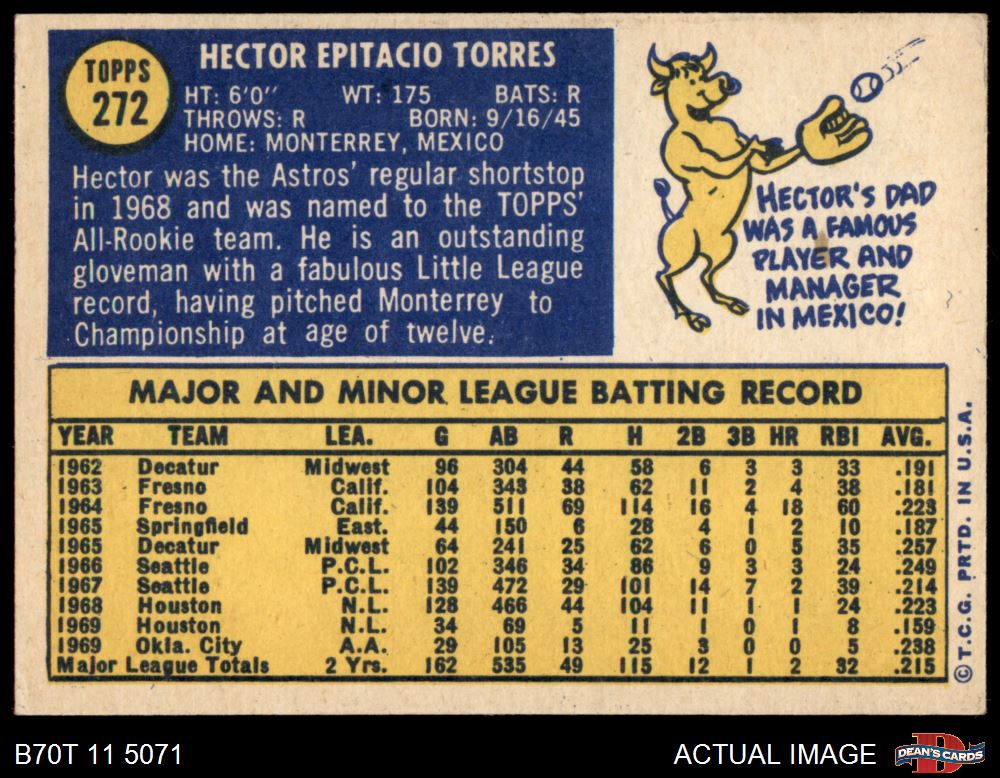 TOPPS
272
HECTOR EPITACIO TORRES
HT: 6'0" WT: 175 BATS: R
THROWS: R BORN: 9/16/45
HOME: MONTERREY, MEXICO
Hector was the Astros' regular shortstop
in 1968 and was named to the TOPPS'
All-Rookie team. He is an outstanding
gloveman with a fabulous Little League
record, having pitched Monterrey to
Championship at age of twelve.
HECTOR'S DAD
WAS A FAMOUS
PLAYER AND
MANAGER
IN MEXICO!
MAJOR AND MINOR LEAGUE BATTING RECORD
YEAR TEAM LEA. G AB R H 2B 3B HR RBI AVG.
1962 Decatur Midwest 96 304 44 58 6 3 3 33 .191
1963 Fresno Calif. 104 343 38 62 11 2 4 38 .181
1964 Fresno Calif. 139 511 69 114 16 4 18 60 .223
1965 Springfield East. 44 150 6 28 4 1 2 10 .187
1965 Decatur Midwest 64 241 25 62 6 0 5 35 .257
1966 Seattle P.C.L. 102 346 34 86 9 3 3 24 .249
1967 Seattle P.C.L. 139 472 29 101 14 7 2 39 .214
1968 Houston N.L. 128 466 44 104 11 1 1 24 .223
1969 Houston N.L. 34 69 5 11 1 0 1 8 .159
1969 Okla. City A.A. 29 105 13 25 3 0 0 5 .238
Major League Totals 2 Yrs. 162 535 49 115 12 1 2 32 .215
© T.C.G. PRTD. IN U.S.A.
B70T 11 5071
ACTUAL IMAGE
DEAN'S CARDS